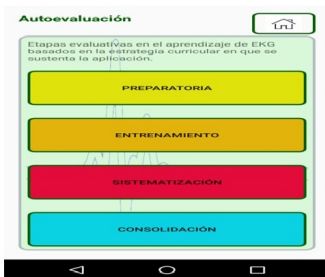 Autoevaluación
Etapas evaluativas en el aprendizaje de EKG
basados en la estrategia curricular en que se
sustenta la aplicación.
PREPARATORIA
ENTRENAMIENTO
SISTEMATIZACIÓN
CONSOLIDACIÓN